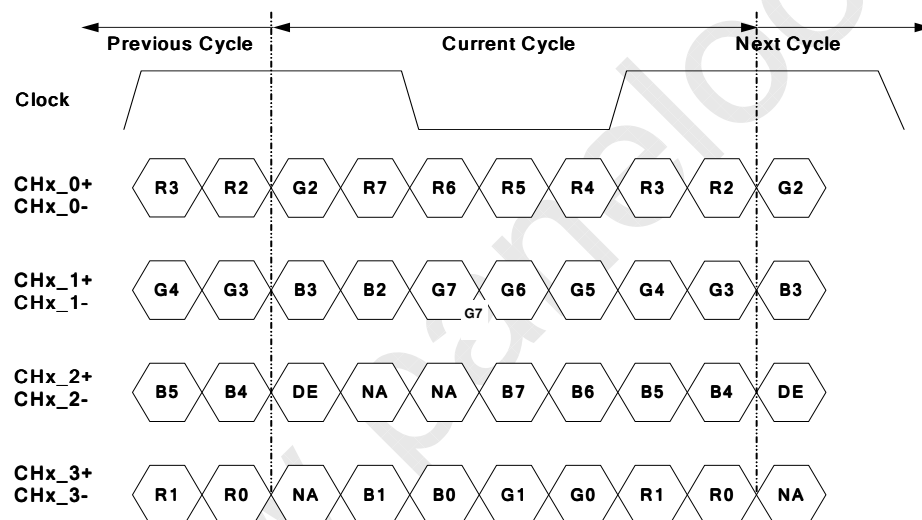 Previous Cycle Current Cycle Next Cycle
Clock
CHx_0+
CHx_0-
R3 R2 G2 R7 R6 R5 R4 R3 R2 G2
CHx_1+
CHx_1-
G4 G3 B3 B2 G7 G6 G5 G4 G3 B3
G7
CHx_2+
CHx_2-
B5 B4 DE NA NA B7 B6 B5 B4 DE
CHx_3+
CHx_3-
R1 R0 NA B1 B0 G1 G0 R1 R0 NA